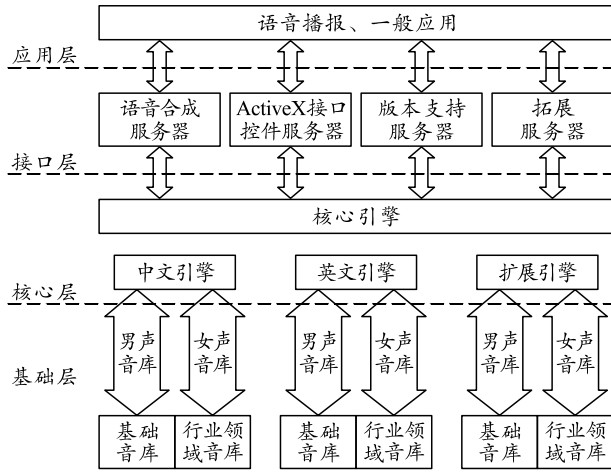 语音播报、一般应用
应用层
语音合成
服务器
ActiveX接口
控件服务器
版本支持
服务器
拓展
服务器
接口层
核心引擎
中文引擎
英文引擎
扩展引擎
核心层
男声
音库
女声
音库
男声
音库
女声
音库
男声
音库
女声
音库
基础层
基础
音库
行业领
域音库
基础
音库
行业领
域音库
基础
音库
行业领
域音库